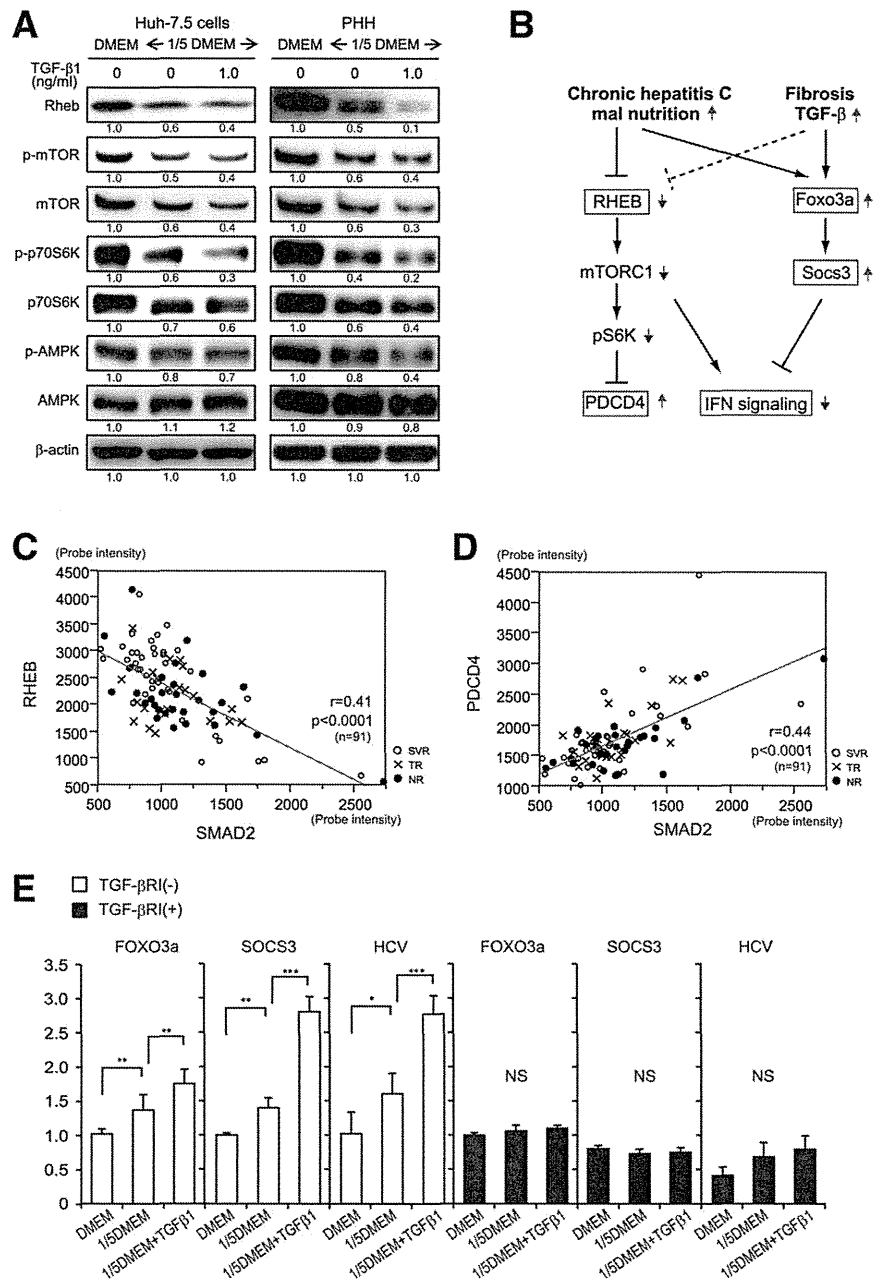 A
Huh-7.5 cells
PHH
DMEM ← 1/5 DMEM →
DMEM ← 1/5 DMEM →
TGF-β1
(ng/ml)
0 0 1.0
0 0 1.0
Rheb
1.0 0.6 0.4
1.0 0.5 0.1
p-mTOR
1.0 0.5 0.4
1.0 0.6 0.4
mTOR
1.0 0.6 0.4
1.0 0.6 0.3
p-p70S6K
1.0 0.6 0.3
1.0 0.4 0.2
p70S6K
1.0 0.7 0.6
1.0 0.6 0.4
p-AMPK
1.0 0.8 0.7
1.0 0.8 0.4
AMPK
1.0 1.1 1.2
1.0 0.9 0.8
β-actin
1.0 1.0 1.0
1.0 1.0 1.0
B
Chronic hepatitis C
mal nutrition ↑
Fibrosis
TGF-β ↑
RHEB ↓
Foxo3a ↑
mTORC1 ↓
Socs3 ↑
pS6K ↓
PDCD4 ↑
IFN signaling ↓
C
(Probe intensity)
RHEB
4500
4000
3500
3000
2500
2000
1500
1000
500
500 1000 1500 2000 2500
r=0.41
p<0.0001
(n=91)
○ SVR
× TR
● NR
(Probe intensity)
SMAD2
D
(Probe intensity)
PDCD4
4500
4000
3500
3000
2500
2000
1500
1000
500 1000 1500 2000 2500
r=0.44
p<0.0001
(n=91)
○ SVR
× TR
● NR
(Probe intensity)
SMAD2
E
TGF-βRI(-)
TGF-βRI(+)
FOXO3a SOCS3 HCV FOXO3a SOCS3 HCV
3.5
3.0
2.5
2.0
1.5
1.0
0.5
0
** **
** ***
* ***
NS NS NS
DMEM 1/5DMEM 1/5DMEM+TGFβ1
DMEM 1/5DMEM 1/5DMEM+TGFβ1
DMEM 1/5DMEM 1/5DMEM+TGFβ1
DMEM 1/5DMEM 1/5DMEM+TGFβ1
DMEM 1/5DMEM 1/5DMEM+TGFβ1
DMEM 1/5DMEM 1/5DMEM+TGFβ1